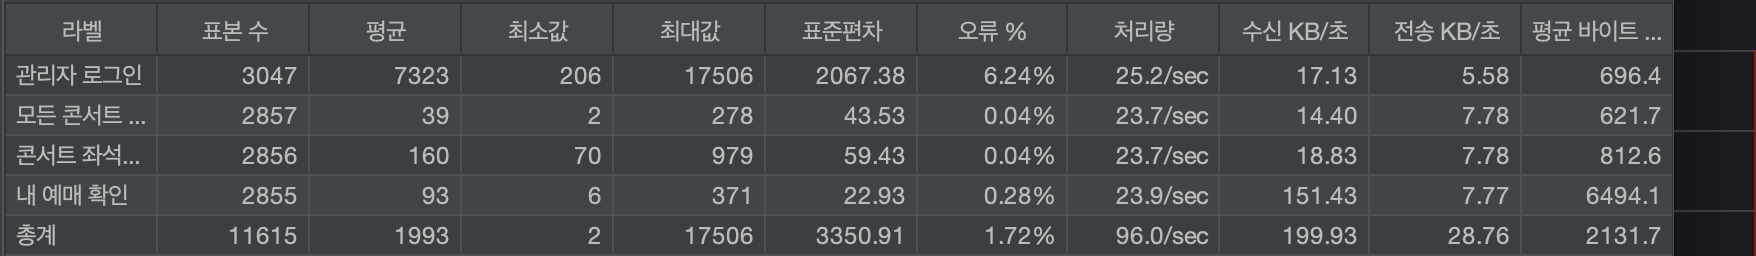 라벨 표본 수 평균 최소값 최대값 표준편차 오류 % 처리량 수신 KB/초 전송 KB/초 평균 바이트 ...
관리자 로그인 3047 7323 206 17506 2067.38 6.24% 25.2/sec 17.13 5.58 696.4
모든 콘서트 ... 2857 39 2 278 43.53 0.04% 23.7/sec 14.40 7.78 621.7
콘서트 좌석... 2856 160 70 979 59.43 0.04% 23.7/sec 18.83 7.78 812.6
내 예매 확인 2855 93 6 371 22.93 0.28% 23.9/sec 151.43 7.77 6494.1
총계 11615 1993 2 17506 3350.91 1.72% 96.0/sec 199.93 28.76 2131.7